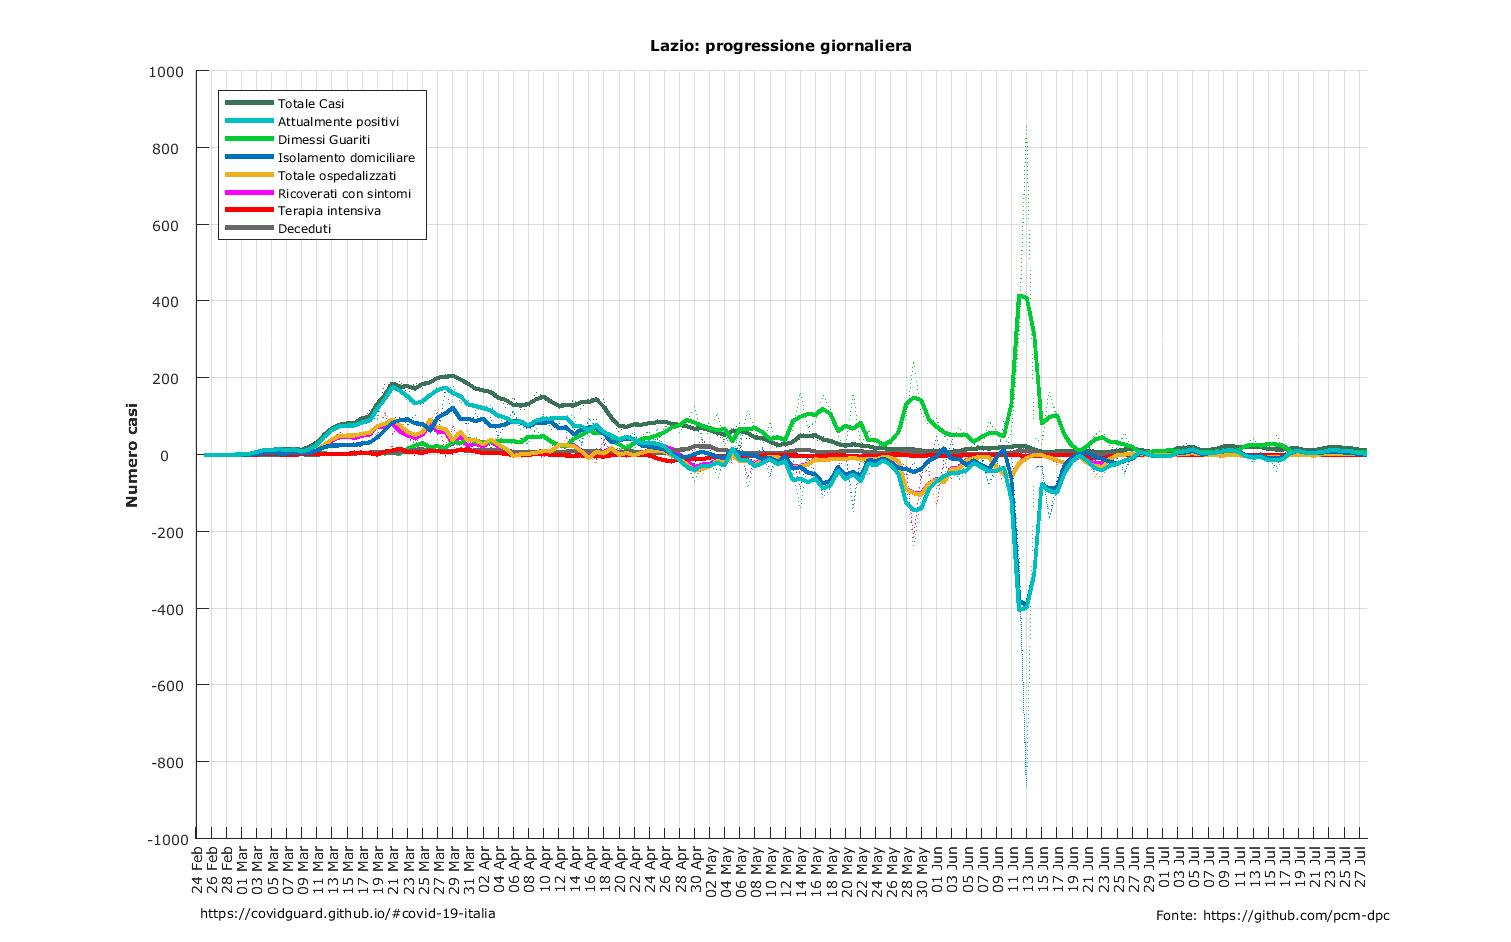 Lazio: progressione giornaliera
Numero casi
1000
800
600
400
200
0
-200
-400
-600
-800
-1000
Totale Casi
Attualmente positivi
Dimessi Guariti
Isolamento domiciliare
Totale ospedalizzati
Ricoverati con sintomi
Terapia intensiva
Deceduti
24 Feb
26 Feb
28 Feb
01 Mar
03 Mar
05 Mar
07 Mar
09 Mar
11 Mar
13 Mar
15 Mar
17 Mar
19 Mar
21 Mar
23 Mar
25 Mar
27 Mar
29 Mar
31 Mar
02 Apr
04 Apr
06 Apr
08 Apr
10 Apr
12 Apr
14 Apr
16 Apr
18 Apr
20 Apr
22 Apr
24 Apr
26 Apr
28 Apr
30 Apr
02 May
04 May
06 May
08 May
10 May
12 May
14 May
16 May
18 May
20 May
22 May
24 May
26 May
28 May
30 May
01 Jun
03 Jun
05 Jun
07 Jun
09 Jun
11 Jun
13 Jun
15 Jun
17 Jun
19 Jun
21 Jun
23 Jun
25 Jun
27 Jun
29 Jun
01 Jul
03 Jul
05 Jul
07 Jul
09 Jul
11 Jul
13 Jul
15 Jul
17 Jul
19 Jul
21 Jul
23 Jul
25 Jul
27 Jul
https://covidguard.github.io/#covid-19-italia
Fonte: https://github.com/pcm-dpc